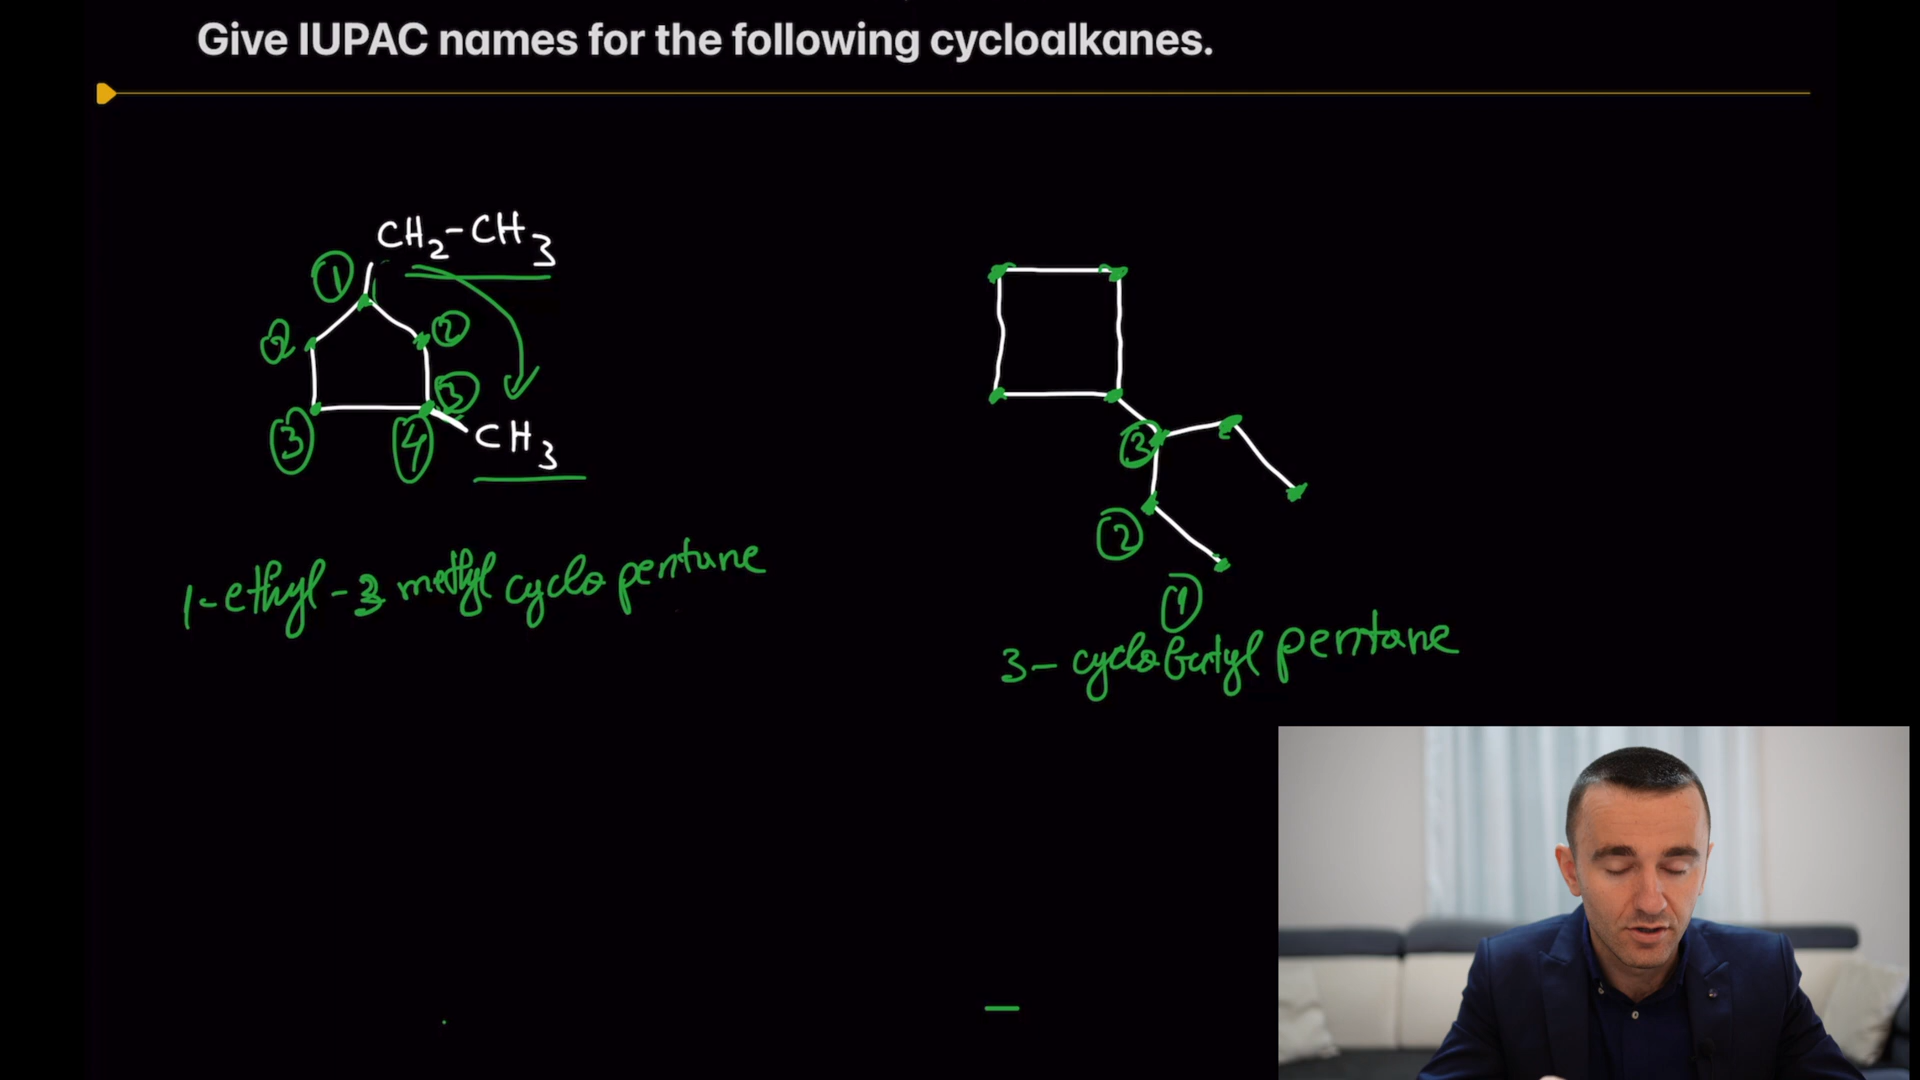 Give IUPAC names for the following cycloalkanes.
CH2-CH3
1
2
2
3
3
4
CH3
1-ethyl-3 methyl cyclo pentane
3
2
1
3-cyclobutyl pentane